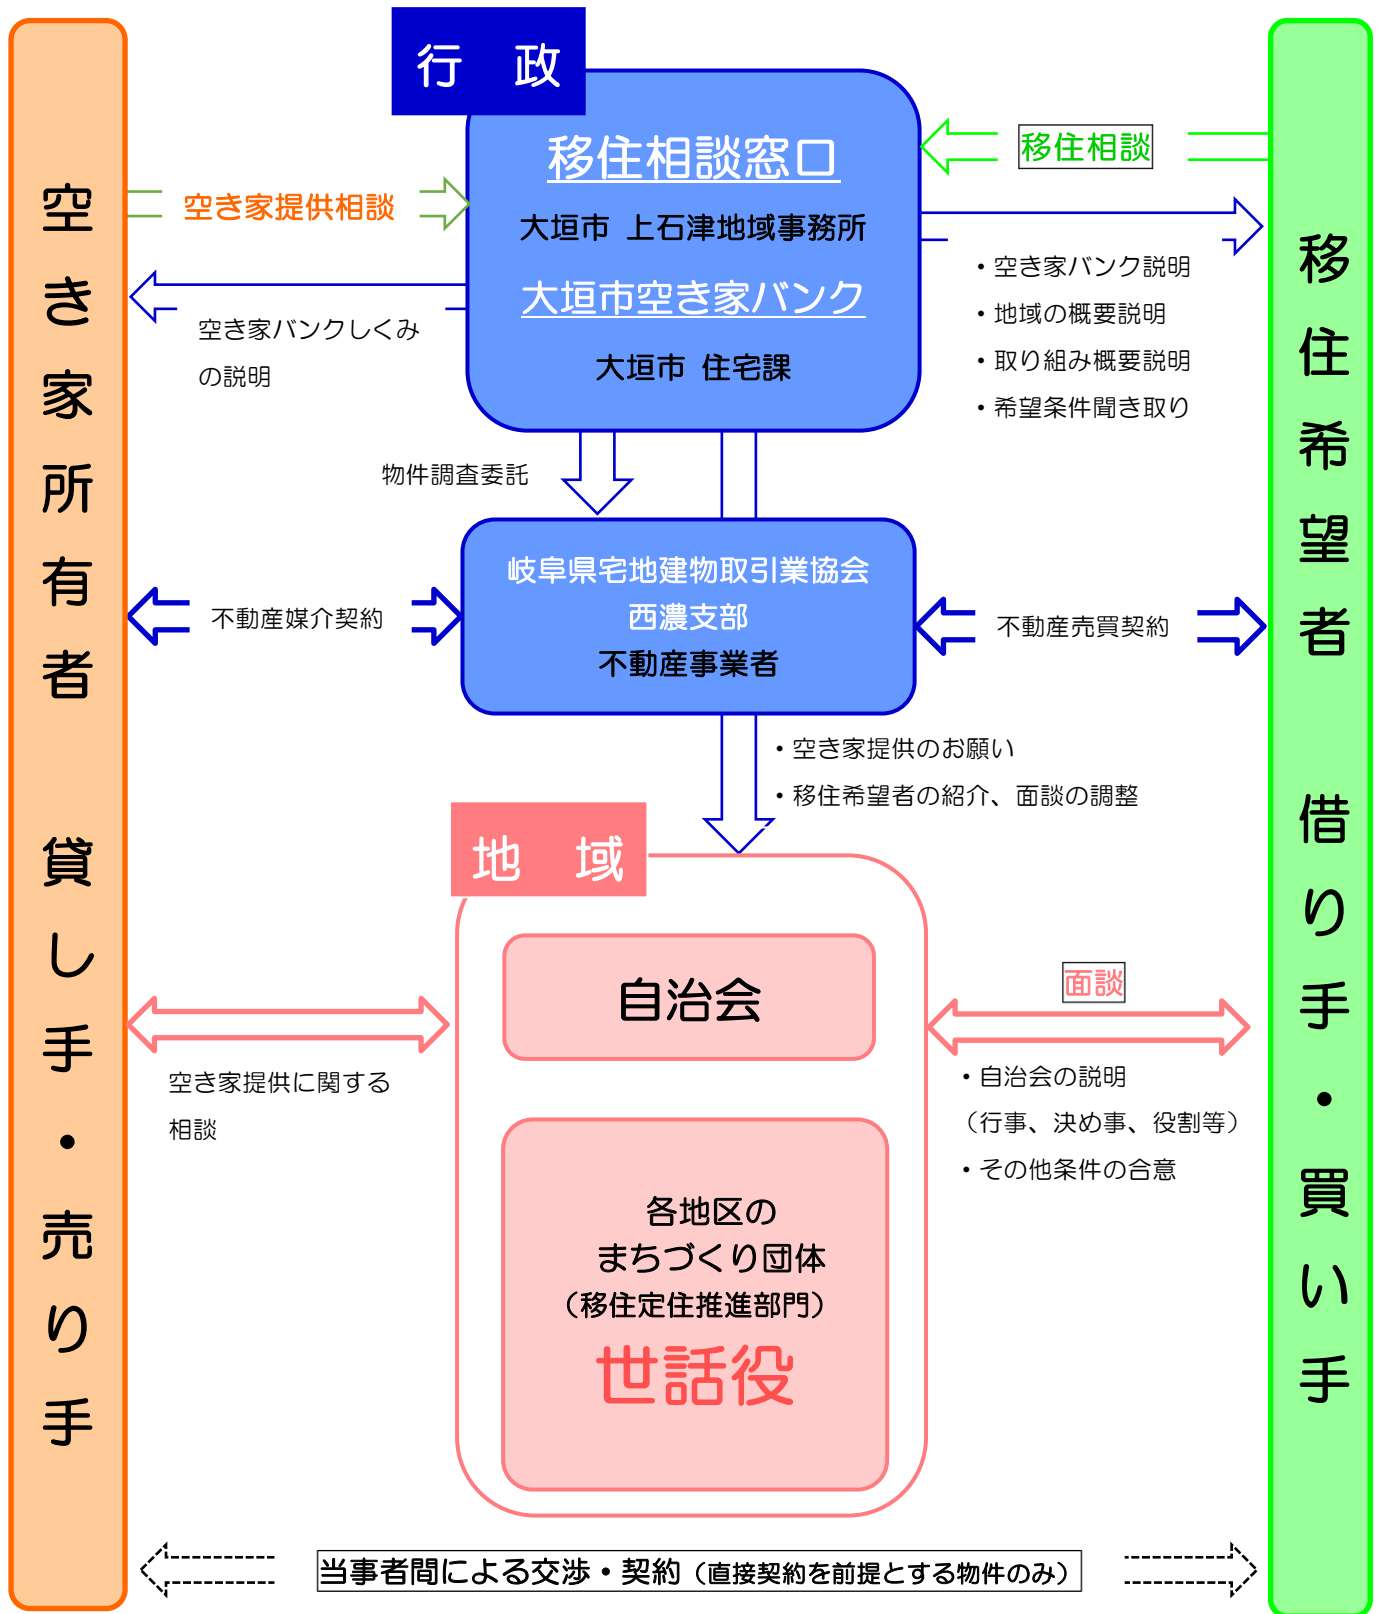 行　政
移住相談窓口
大垣市 上石津地域事務所
大垣市空き家バンク
大垣市 住宅課
空き家所有者　貸し手・売り手
移住希望者　借り手・買い手
空き家提供相談
空き家バンクしくみ
の説明
移住相談
・空き家バンク説明
・地域の概要説明
・取り組み概要説明
・希望条件聞き取り
物件調査委託
岐阜県宅地建物取引業協会
西濃支部
不動産事業者
不動産媒介契約
不動産売買契約
・空き家提供のお願い
・移住希望者の紹介、面談の調整
地　域
自治会
各地区の
まちづくり団体
（移住定住推進部門）
世話役
空き家提供に関する
相談
面談
・自治会の説明
（行事、決め事、役割等）
・その他条件の合意
当事者間による交渉・契約（直接契約を前提とする物件のみ）